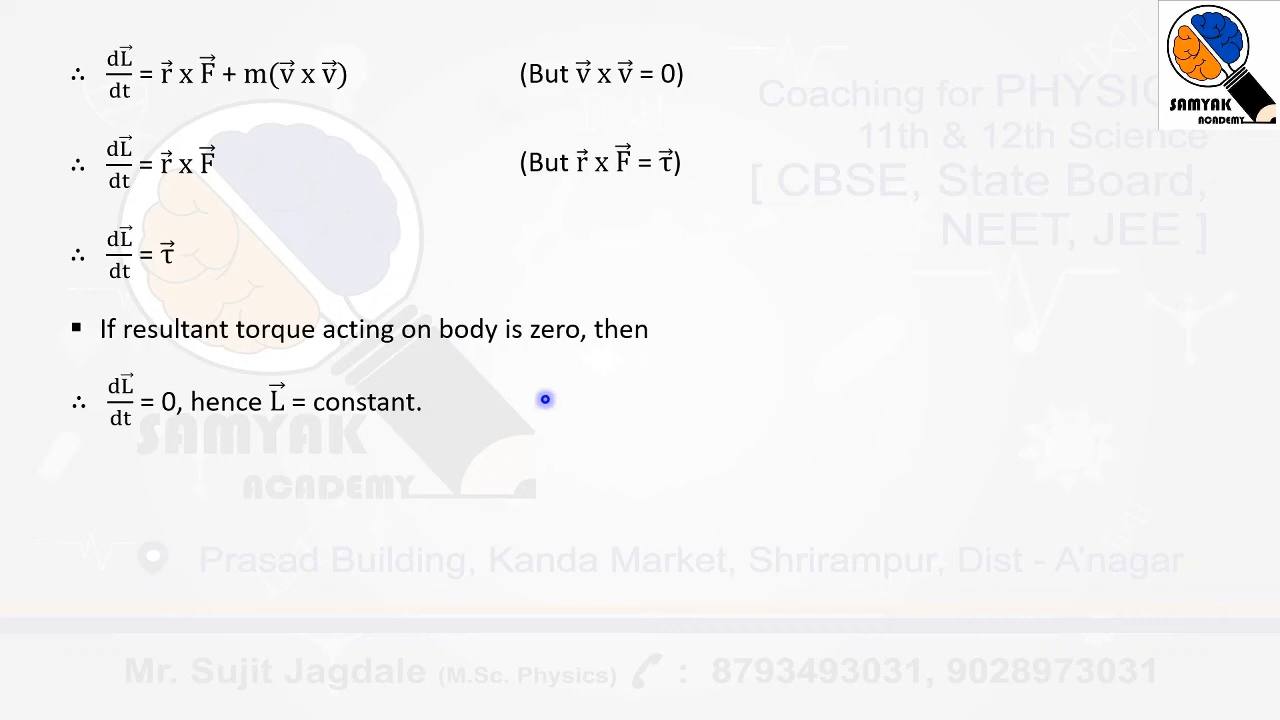 ∴ dL⃗/dt = r⃗ x F⃗ + m(v⃗ x v⃗) (But v⃗ x v⃗ = 0)
SAMYAK
ACADEMY
Coaching for PHYSIC
11th & 12th Science
∴ dL⃗/dt = r⃗ x F⃗ (But r⃗ x F⃗ = τ⃗)
[ CBSE, State Board,
NEET, JEE ]
∴ dL⃗/dt = τ⃗
▪ If resultant torque acting on body is zero, then
∴ dL⃗/dt = 0, hence L⃗ = constant.
SAMYAK
ACADEMY
Prasad Building, Kanda Market, Shrirampur, Dist - A'nagar
Mr. Sujit Jagdale (M.Sc. Physics) : 8793493031, 9028973031